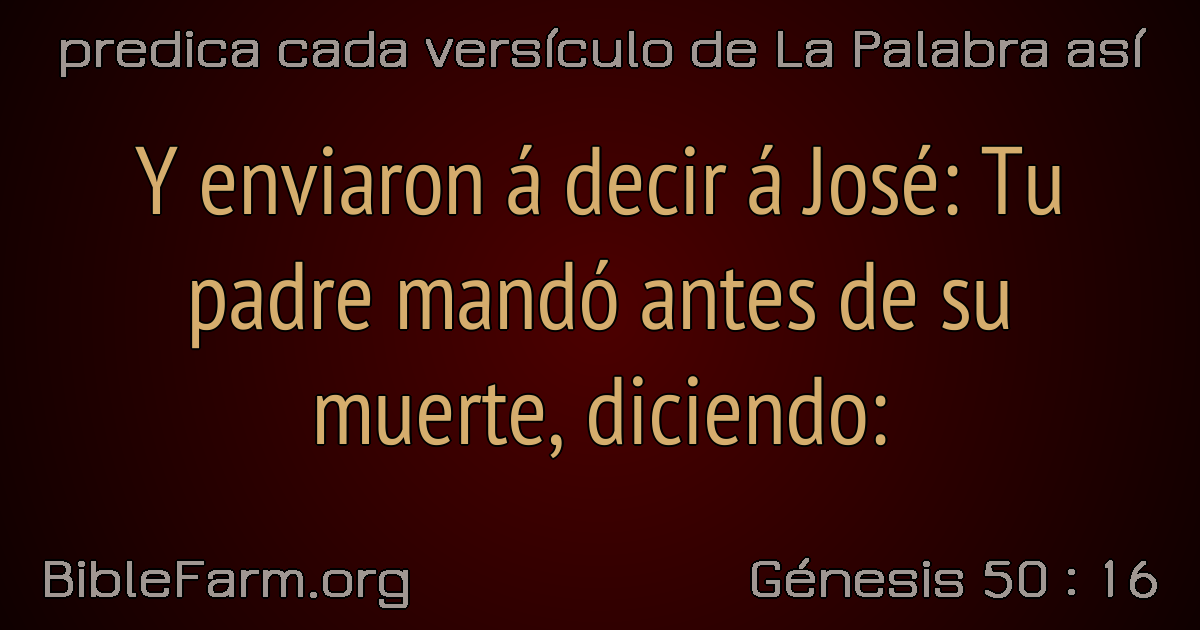 predica cada versículo de La Palabra así
Y enviaron á decir á José: Tu
padre mandó antes de su
muerte, diciendo:
BibleFarm.org
Génesis 50 : 16